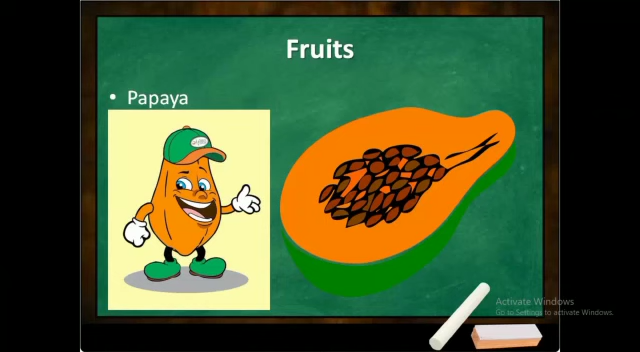 Fruits
• Papaya
Activate Windows
Go to Settings to activate Windows.